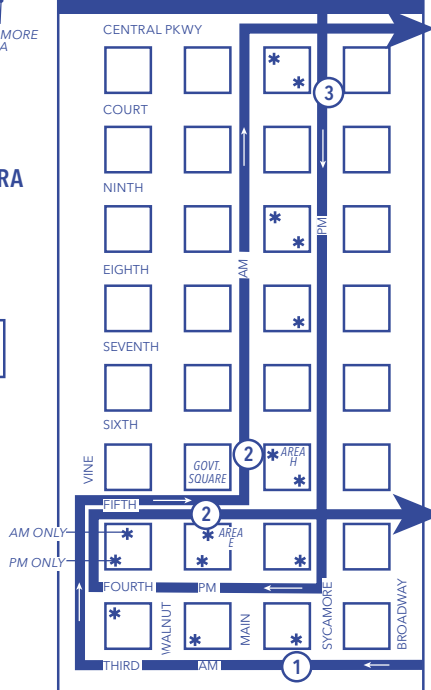 MORE
A
CENTRAL PKWY
3
COURT
RA
NINTH
PM
AM
EIGHTH
SEVENTH
SIXTH
VINE
GOVT.
SQUARE
2
AREA
H
FIFTH
2
AM ONLY
AREA
E
PM ONLY
FOURTH
PM
WALNUT
MAIN
SYCAMORE
BROADWAY
THIRD
AM
1